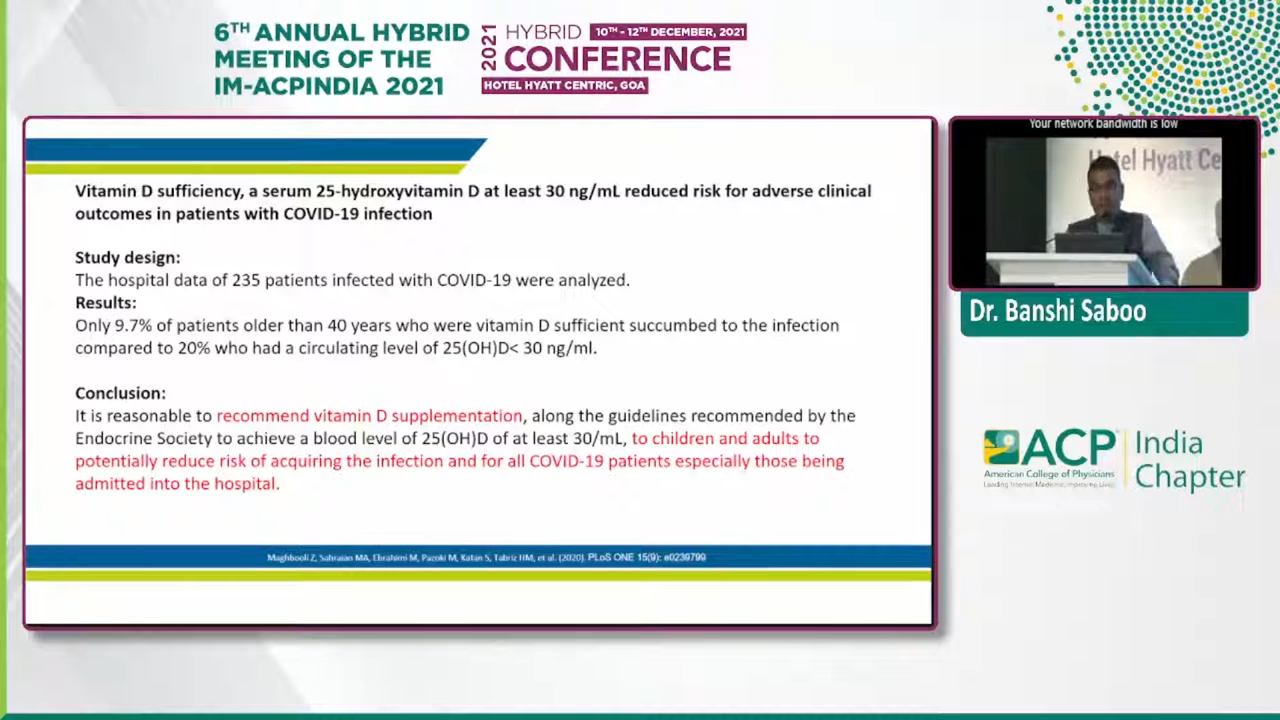 6TH ANNUAL HYBRID
MEETING OF THE
IM-ACPINDIA 2021
2021
HYBRID 10TH - 12TH DECEMBER, 2021
CONFERENCE
HOTEL HYATT CENTRIC, GOA
Vitamin D sufficiency, a serum 25-hydroxyvitamin D at least 30 ng/mL reduced risk for adverse clinical
outcomes in patients with COVID-19 infection
Study design:
The hospital data of 235 patients infected with COVID-19 were analyzed.
Results:
Only 9.7% of patients older than 40 years who were vitamin D sufficient succumbed to the infection
compared to 20% who had a circulating level of 25(OH)D< 30 ng/ml.
Conclusion:
It is reasonable to recommend vitamin D supplementation, along the guidelines recommended by the
Endocrine Society to achieve a blood level of 25(OH)D of at least 30/mL, to children and adults to
potentially reduce risk of acquiring the infection and for all COVID-19 patients especially those being
admitted into the hospital.
Maghbooli Z, Sahraian MA, Ebrahimi M, Pazoki M, Kafan S, Tabriz HM, et al. (2020). PLoS ONE 15(9): e0239799
Your network bandwidth is low
Hotel Hyatt Ce
Dr. Banshi Saboo
ACP
American College of Physicians
Leading Internal Medicine, Improving Lives
India
Chapter